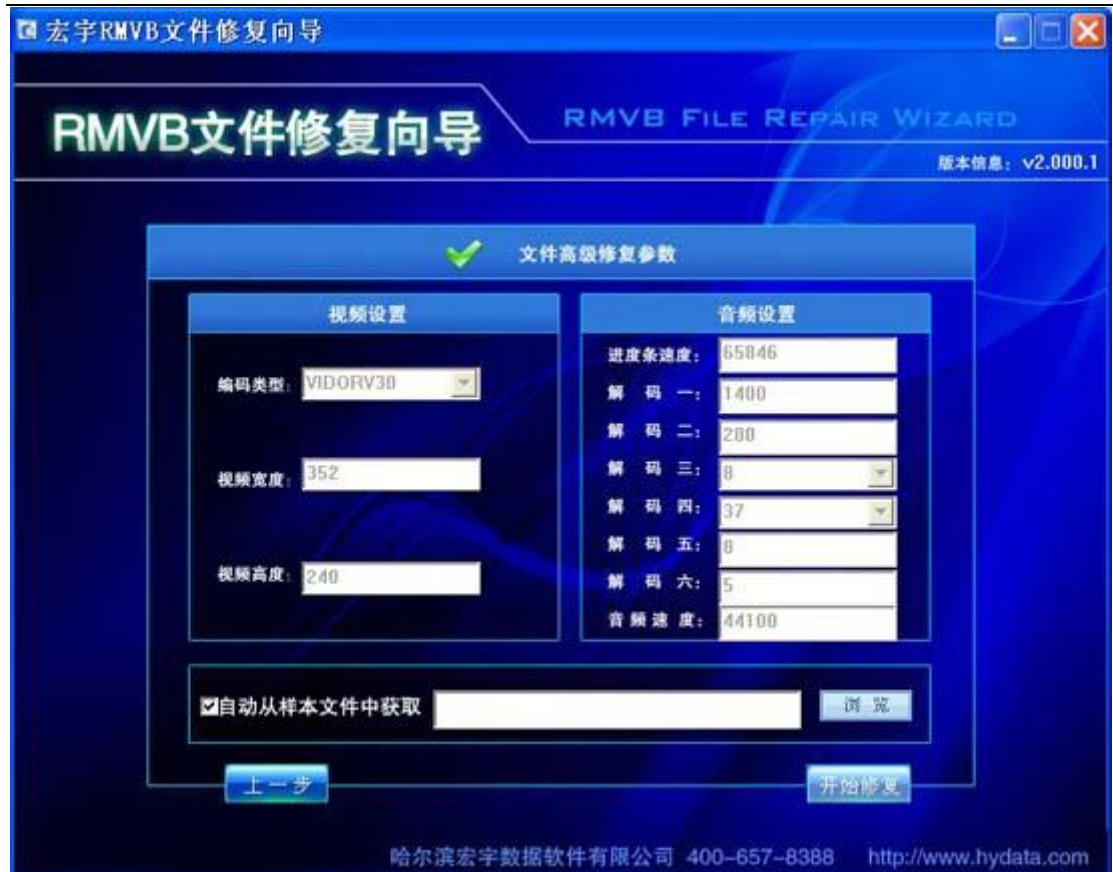 宏宇RMVB文件修复向导
RMVB文件修复向导
RMVB FILE REPAIR WIZARD
版本信息：v2.000.1
文件高级修复参数
视频设置
编码类型: VIDORV30
视频宽度: 352
视频高度: 240
音频设置
进度条速度: 65846
解 码 一: 1400
解 码 二: 280
解 码 三: 8
解 码 四: 37
解 码 五: 8
解 码 六: 5
音 频 速 度: 44100
自动从样本文件中获取
浏 览
上一步
开始修复
哈尔滨宏宇数据软件有限公司 400-657-8388 http://www.hydata.com